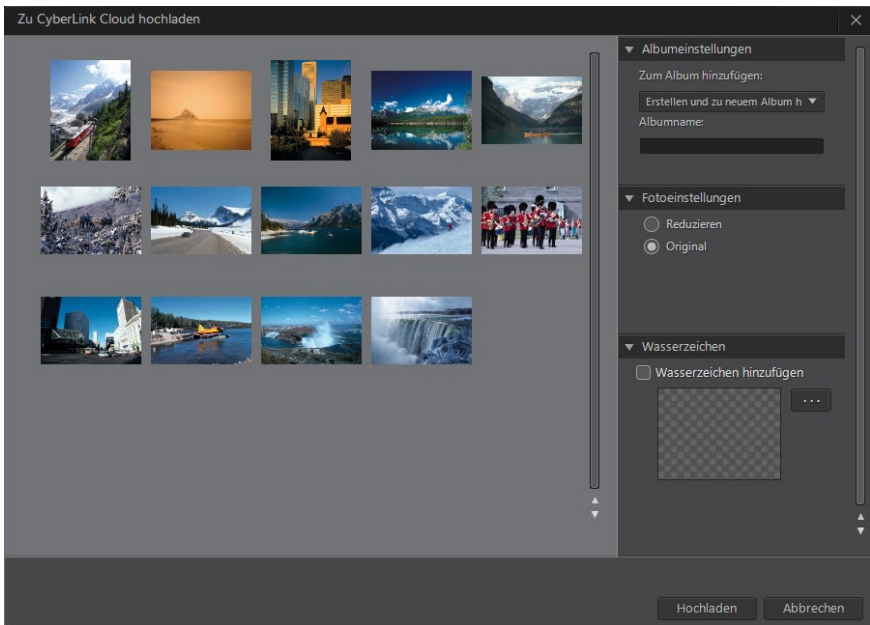 Zu CyberLink Cloud hochladen
Albumeinstellungen
Zum Album hinzufügen:
Erstellen und zu neuem Album h
Albumname:
Fotoeinstellungen
Reduzieren
Original
Wasserzeichen
Wasserzeichen hinzufügen
...
Hochladen Abbrechen